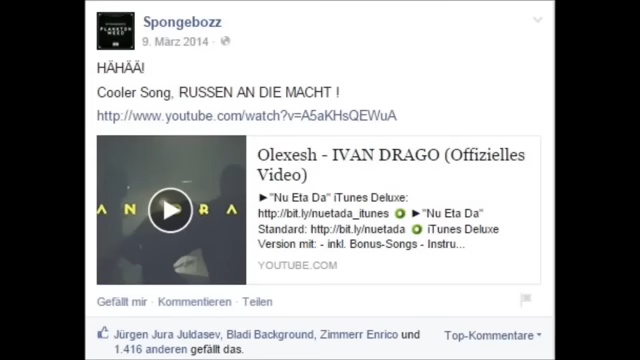 Spongebozz
9. März 2014
HÄHÄÄ!
Cooler Song, RUSSEN AN DIE MACHT !
http://www.youtube.com/watch?v=A5aKHsQEWuA
ANDRA
Olexesh - IVAN DRAGO (Offizielles
Video)
►"Nu Eta Da" iTunes Deluxe:
http://bit.ly/nuetada_itunes ►"Nu Eta Da"
Standard: http://bit.ly/nuetada iTunes Deluxe
Version mit: - inkl. Bonus-Songs - Instru...
YOUTUBE.COM
Gefällt mir · Kommentieren · Teilen
Jürgen Jura Juldasev, Bladi Background, Zimmerr Enrico und
1.416 anderen gefällt das.
Top-Kommentare